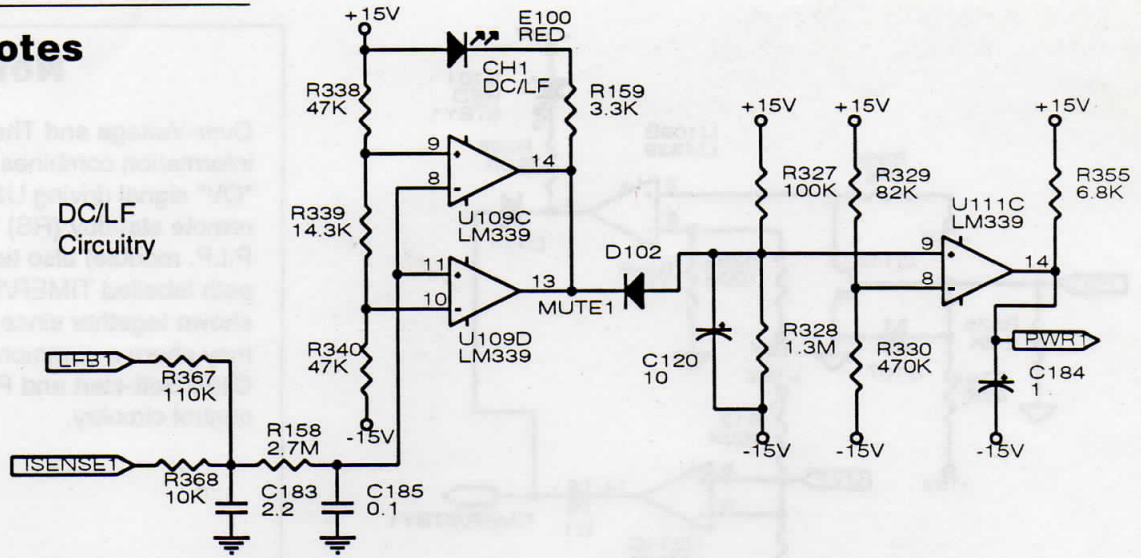 otes
DC/LF
Circuitry
+15V
E100
RED
CH1
DC/LF
R338
47K
R159
3.3K
9
8
14
U109C
LM339
R339
14.3K
11
10
13
U109D
LM339
MUTE1
R340
47K
-15V
LFB1
R367
110K
ISENSE1
R368
10K
R158
2.7M
C183
2.2
C185
0.1
D102
+15V
R327
100K
C120
10
R328
1.3M
-15V
+15V
R329
82K
R330
470K
-15V
9
8
14
U111C
LM339
+15V
R355
6.8K
PWR1
C184
1
-15V